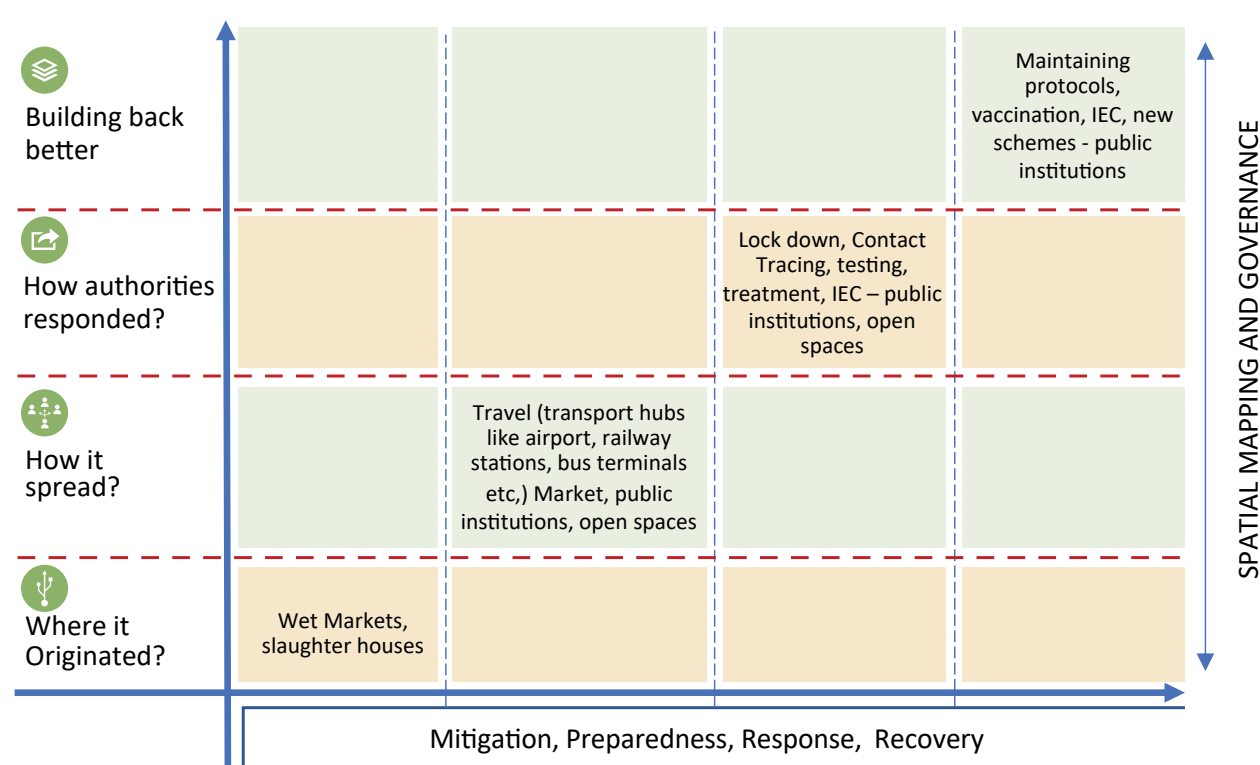 Building back
better
Maintaining
protocols,
vaccination, IEC, new
schemes - public
institutions
How authorities
responded?
Lock down, Contact
Tracing, testing,
treatment, IEC – public
institutions, open
spaces
How it
spread?
Travel (transport hubs
like airport, railway
stations, bus terminals
etc,) Market, public
institutions, open spaces
Where it
Originated?
Wet Markets,
slaughter houses
Mitigation, Preparedness, Response, Recovery
SPATIAL MAPPING AND GOVERNANCE